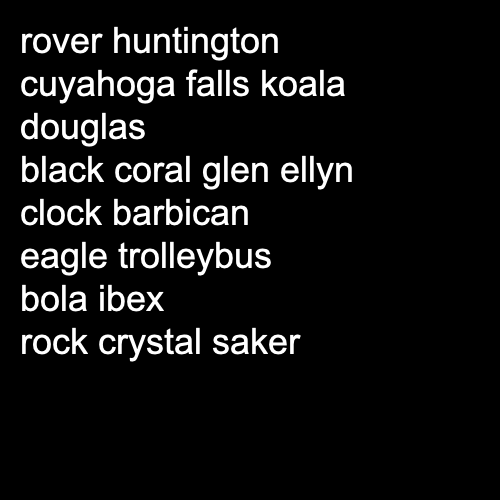 rover huntington
cuyahoga falls koala
douglas
black coral glen ellyn
clock barbican
eagle trolleybus
bola ibex
rock crystal saker